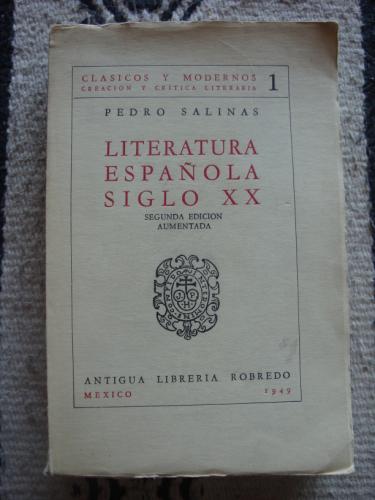 CLASICOS Y MODERNOS
CREACION Y CRITICA LITERARIA 1
PEDRO SALINAS
LITERATURA
ESPAÑOLA
SIGLO XX
SEGUNDA EDICION
AUMENTADA
ANTIGUA LIBRERIA ROBREDO
MEXICO 1949